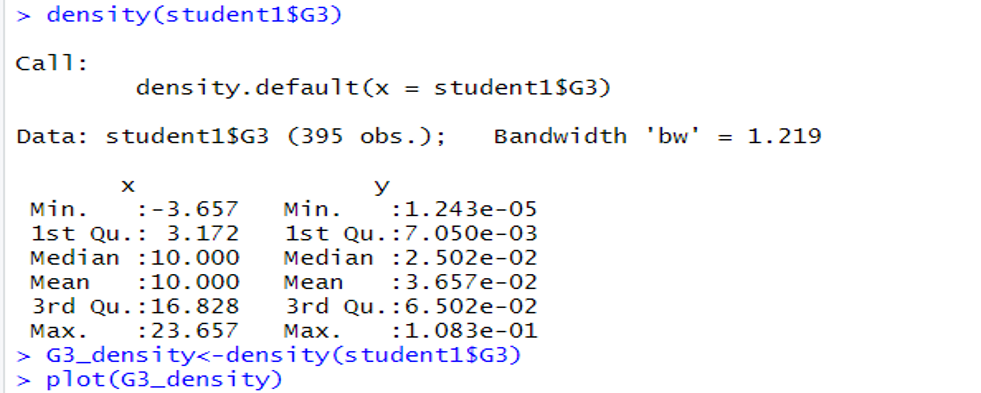 > density(student1$G3)
Call:
density.default(x = student1$G3)
Data: student1$G3 (395 obs.);   Bandwidth 'bw' = 1.219
x                    y
Min.   :-3.657   Min.   :1.243e-05
1st Qu.: 3.172   1st Qu.:7.050e-03
Median :10.000   Median :2.502e-02
Mean   :10.000   Mean   :3.657e-02
3rd Qu.:16.828   3rd Qu.:6.502e-02
Max.   :23.657   Max.   :1.083e-01
> G3_density<-density(student1$G3)
> plot(G3_density)